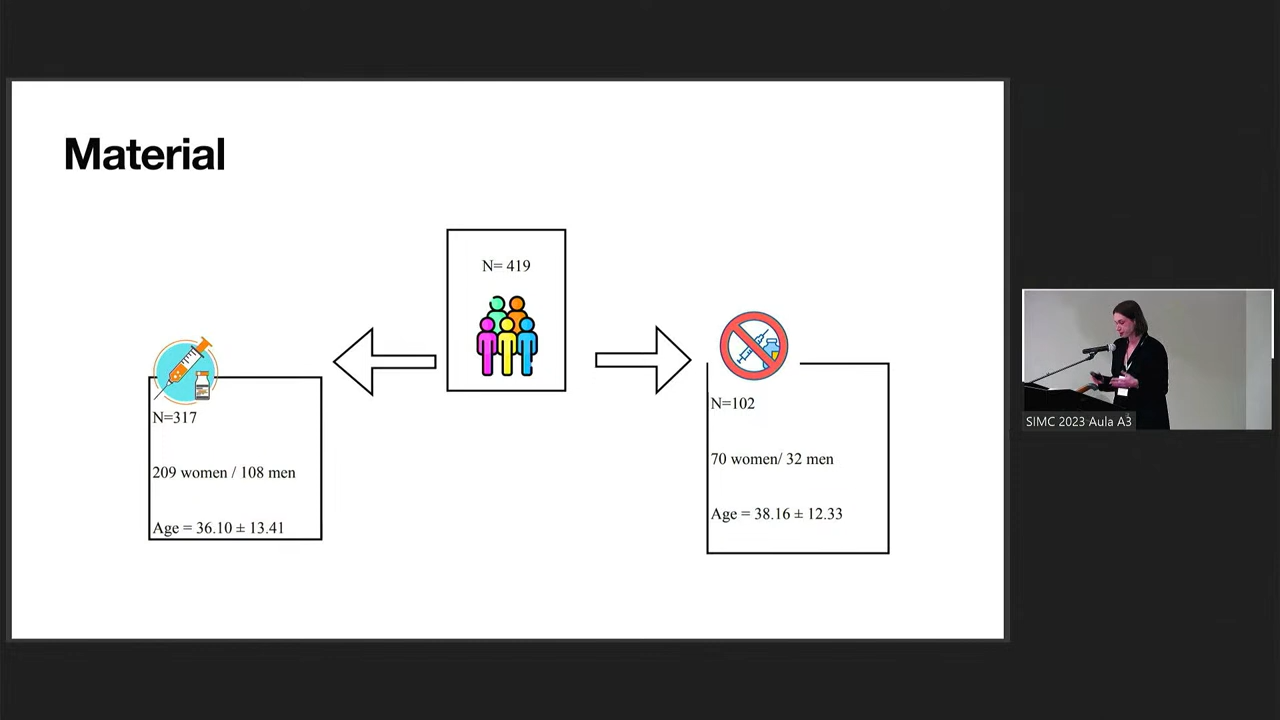 Material
N= 419
N=317
209 women / 108 men
Age = 36.10 ± 13.41
N=102
70 women/ 32 men
Age = 38.16 ± 12.33
SIMC 2023 Aula A3